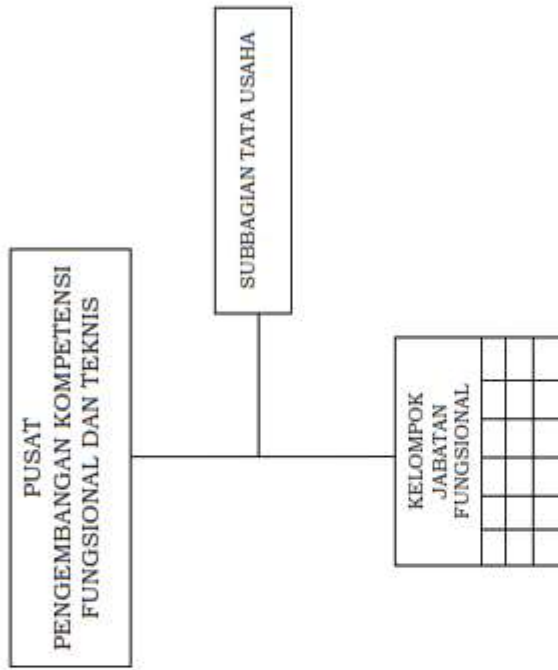 PUSAT
PENGEMBANGAN KOMPETENSI
FUNGSIONAL DAN TEKNIS
SUBBAGIAN TATA USAHA
KELOMPOK
JABATAN
FUNGSIONAL